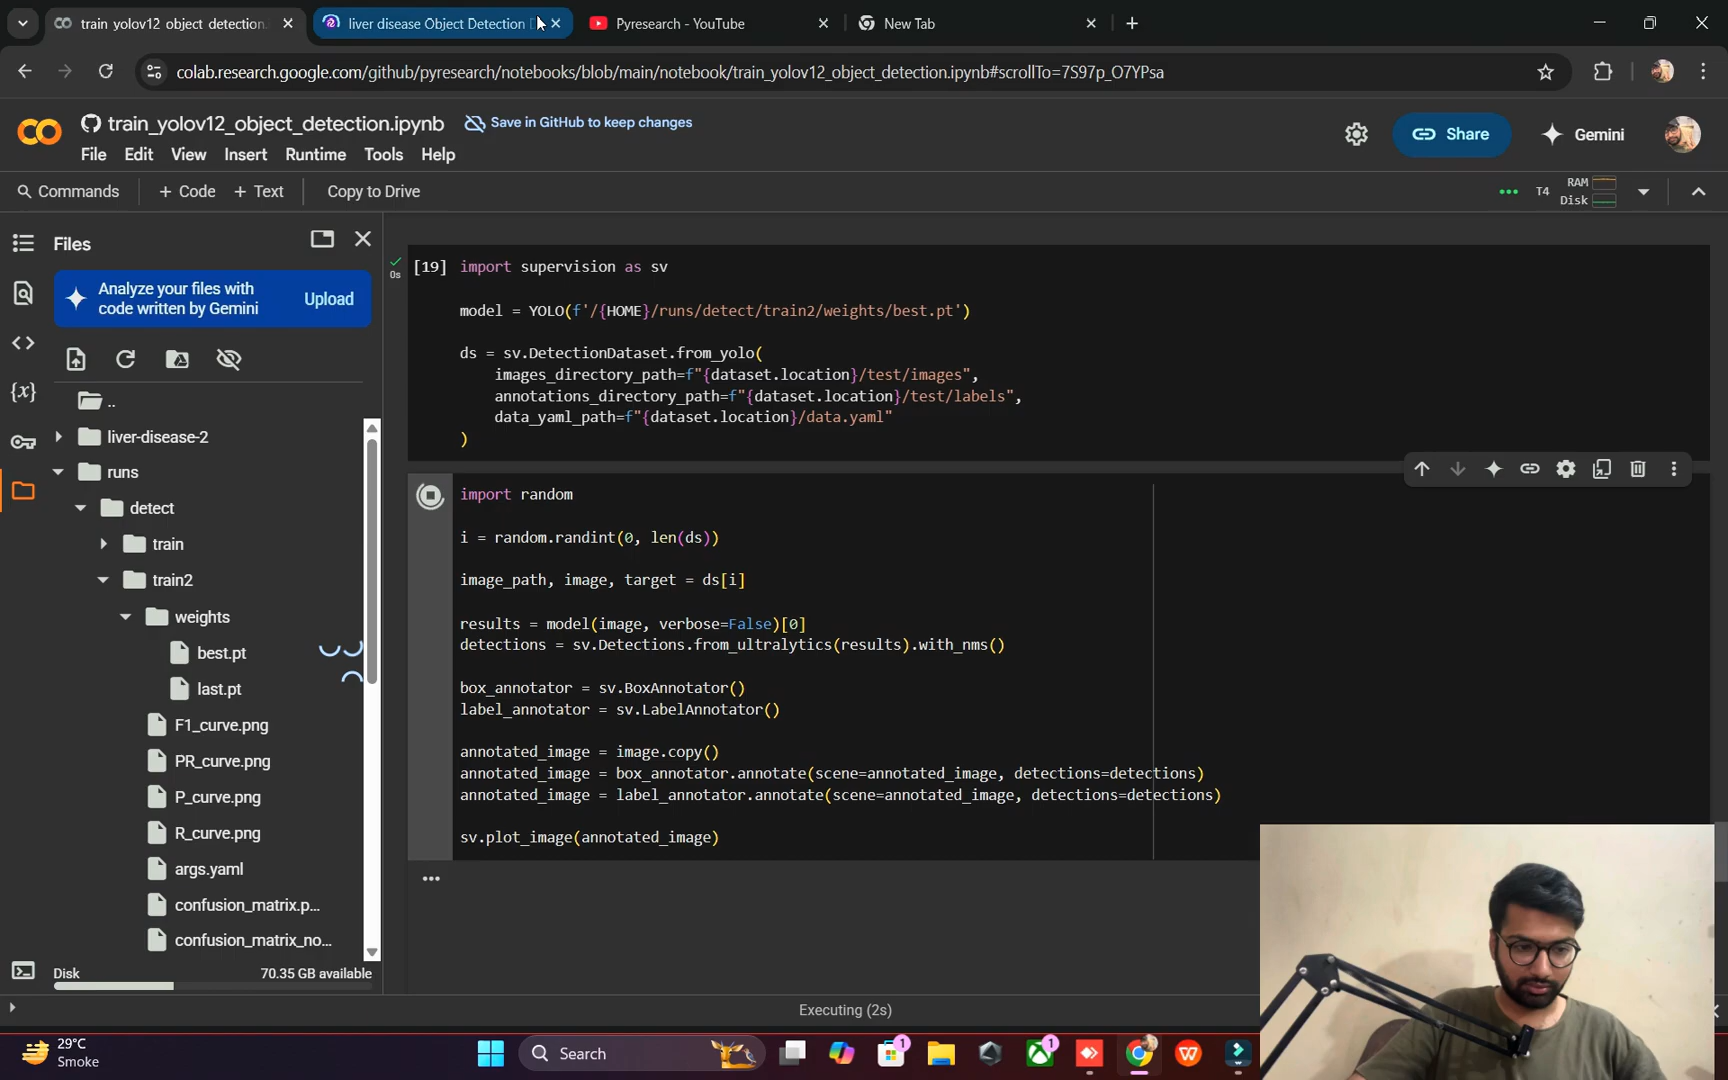 train_yolov12_object_detection.
liver disease Object Detection
Pyresearch - YouTube
New Tab
colab.research.google.com/github/pyresearch/notebooks/blob/main/notebook/train_yolov12_object_detection.ipynb#scrollTo=7S97p_O7YPsa
train_yolov12_object_detection.ipynb
Save in GitHub to keep changes
Share
Gemini
File Edit View Insert Runtime Tools Help
Commands
+ Code + Text
Copy to Drive
T4
RAM
Disk
Files
Analyze your files with
code written by Gemini
Upload
..
liver-disease-2
runs
detect
train
train2
weights
best.pt
last.pt
F1_curve.png
PR_curve.png
P_curve.png
R_curve.png
args.yaml
confusion_matrix.p...
confusion_matrix_no...
Disk
70.35 GB available
0s
[19] import supervision as sv
model = YOLO(f'/{HOME}/runs/detect/train2/weights/best.pt')
ds = sv.DetectionDataset.from_yolo(
images_directory_path=f"{dataset.location}/test/images",
annotations_directory_path=f"{dataset.location}/test/labels",
data_yaml_path=f"{dataset.location}/data.yaml"
)
import random
i = random.randint(0, len(ds))
image_path, image, target = ds[i]
results = model(image, verbose=False)[0]
detections = sv.Detections.from_ultralytics(results).with_nms()
box_annotator = sv.BoxAnnotator()
label_annotator = sv.LabelAnnotator()
annotated_image = image.copy()
annotated_image = box_annotator.annotate(scene=annotated_image, detections=detections)
annotated_image = label_annotator.annotate(scene=annotated_image, detections=detections)
sv.plot_image(annotated_image)
Executing (2s)
29°C
Smoke
Search
1
1